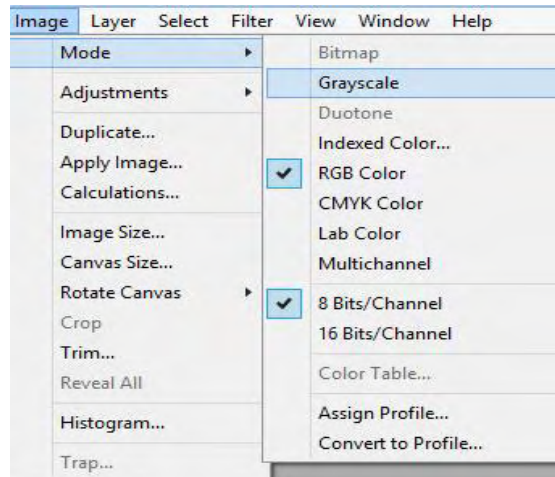 Image Layer Select Filter View Window Help
Mode
Adjustments
Duplicate...
Apply Image...
Calculations...
Image Size...
Canvas Size...
Rotate Canvas
Crop
Trim...
Reveal All
Histogram...
Trap...
Bitmap
Grayscale
Duotone
Indexed Color...
RGB Color
CMYK Color
Lab Color
Multichannel
8 Bits/Channel
16 Bits/Channel
Color Table...
Assign Profile...
Convert to Profile...